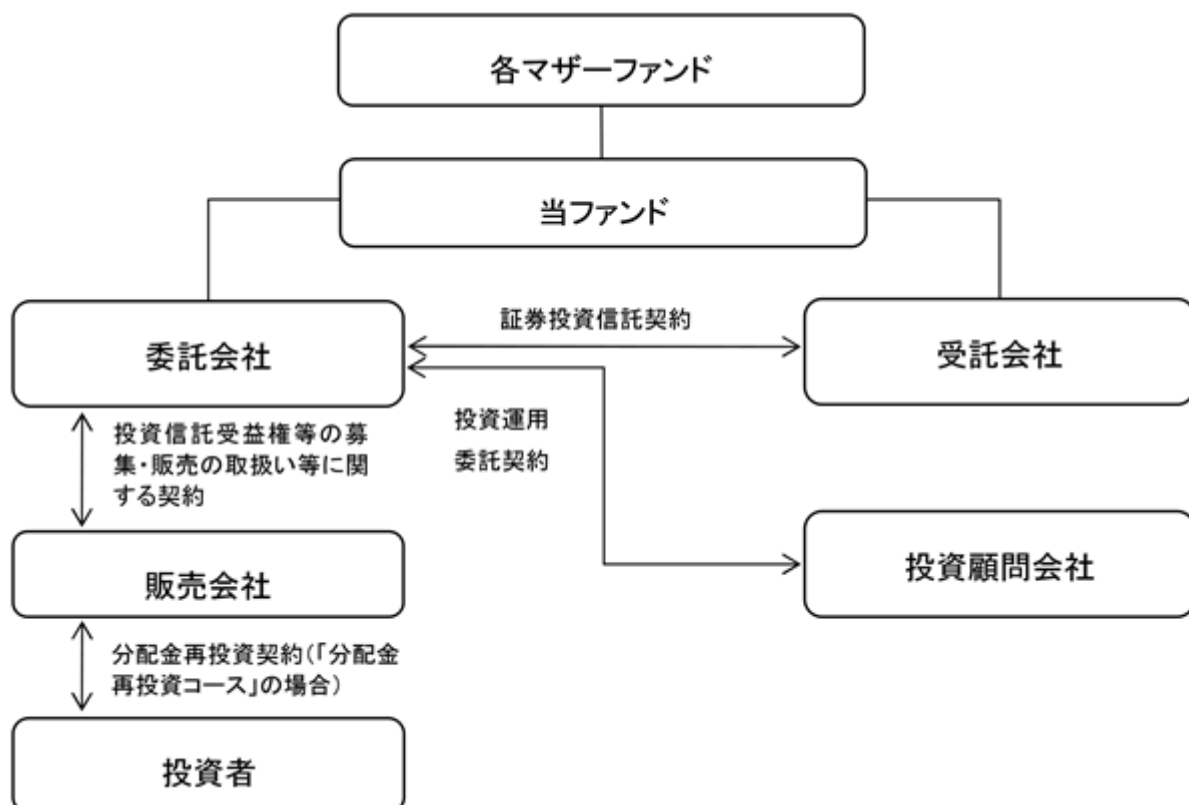 各マザーファンド
当ファンド
証券投資信託契約
委託会社
受託会社
投資運用
委託契約
投資信託受益権等の募
集・販売の取扱い等に関
する契約
販売会社
投資顧問会社
分配金再投資契約(「分配金
再投資コース」の場合)
投資者